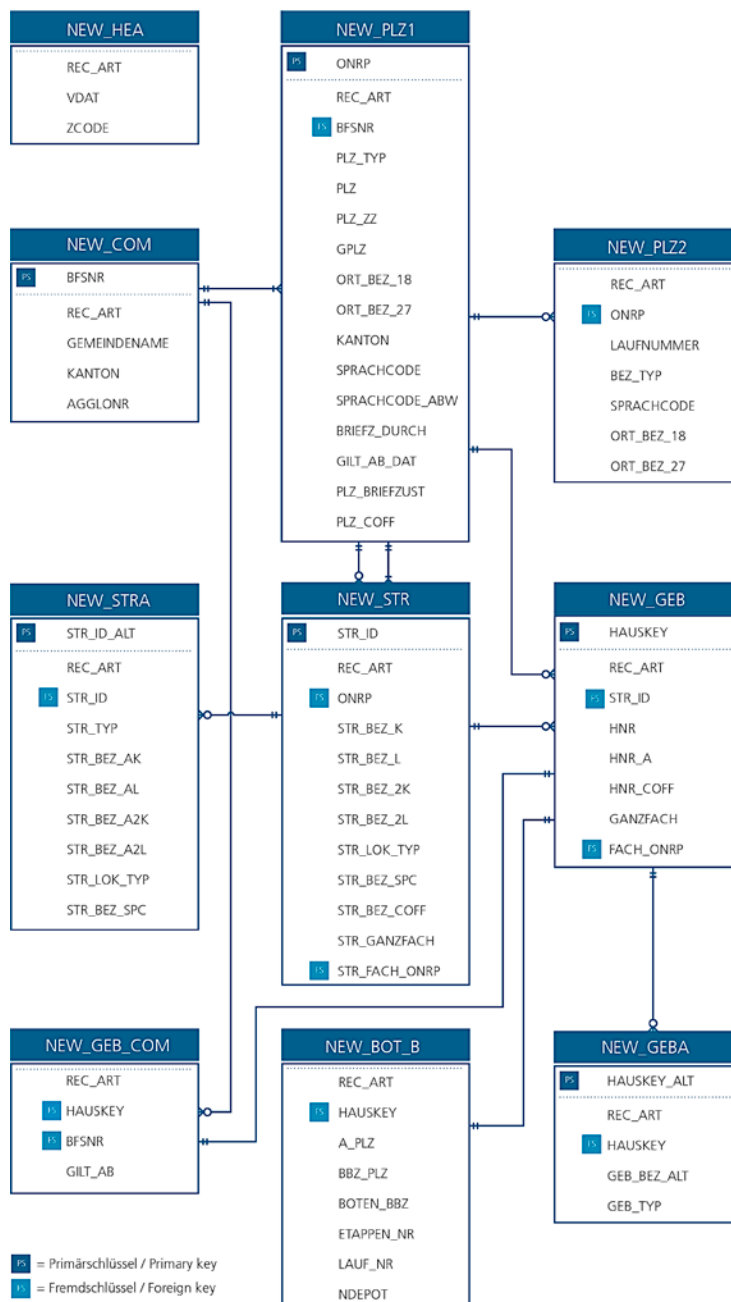 NEW_HEA
REC_ART
VDAT
ZCODE
NEW_PLZ1
PS ONRP
REC_ART
FS BFSNR
PLZ_TYP
PLZ
PLZ_ZZ
GPLZ
ORT_BEZ_18
ORT_BEZ_27
KANTON
SPRACHCODE
SPRACHCODE_ABW
BRIEFZ_DURCH
GILT_AB_DAT
PLZ_BRIEFZUST
PLZ_COFF
NEW_COM
PS BFSNR
REC_ART
GEMEINDENAME
KANTON
AGGLONR
NEW_PLZ2
REC_ART
FS ONRP
LAUFNUMMER
BEZ_TYP
SPRACHCODE
ORT_BEZ_18
ORT_BEZ_27
NEW_STRA
PS STR_ID_ALT
REC_ART
FS STR_ID
STR_TYP
STR_BEZ_AK
STR_BEZ_AL
STR_BEZ_A2K
STR_BEZ_A2L
STR_LOK_TYP
STR_BEZ_SPC
NEW_STR
PS STR_ID
REC_ART
FS ONRP
STR_BEZ_K
STR_BEZ_L
STR_BEZ_2K
STR_BEZ_2L
STR_LOK_TYP
STR_BEZ_SPC
STR_BEZ_COFF
STR_GANZFACH
FS STR_FACH_ONRP
NEW_GEB
PS HAUSKEY
REC_ART
FS STR_ID
HNR
HNR_A
HNR_COFF
GANZFACH
FS FACH_ONRP
NEW_GEB_COM
REC_ART
FS HAUSKEY
FS BFSNR
GILT_AB
NEW_BOT_B
REC_ART
FS HAUSKEY
A_PLZ
BBZ_PLZ
BOTEN_BBZ
ETAPPEN_NR
LAUF_NR
NDEPOT
NEW_GEBA
PS HAUSKEY_ALT
REC_ART
FS HAUSKEY
GEB_BEZ_ALT
GEB_TYP
PS = Primärschlüssel / Primary key
FS = Fremdschlüssel / Foreign key